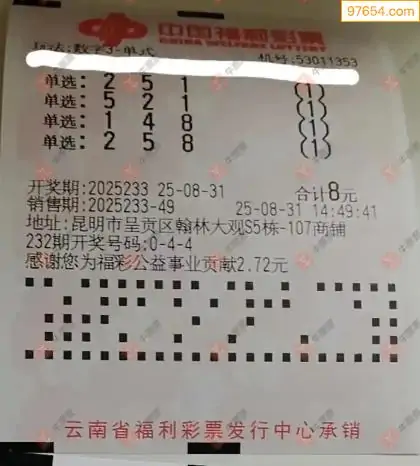 97654.com
中国福利彩票
CHINA WELFARE LOTTERY
玩法:数字3-单式 机号:53011353
单选: 2 5 1 (1)
单选: 5 2 1 (1)
单选: 1 4 8 (1)
单选: 2 5 8 (1)
开奖期:2025233 25-08-31 合计8元
销售期:2025233-49 25-08-31 14:49:41
地址:昆明市呈贡区翰林大观S5栋-107商铺
232期开奖号码:0-4-4
感谢您为福彩公益事业贡献2.72元
云南省福利彩票发行中心承销